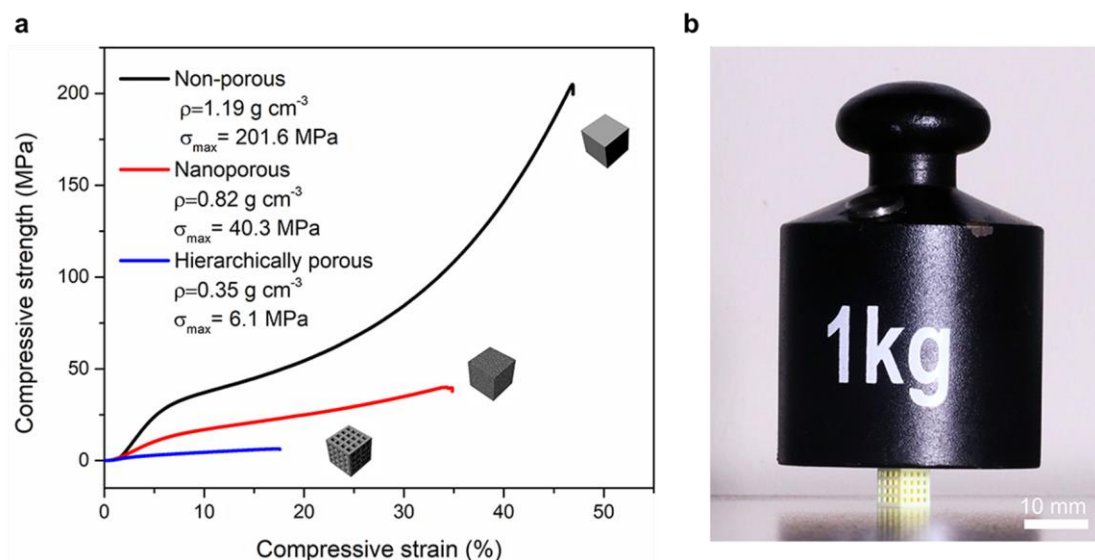 a
Compressive strength (MPa)
200
150
100
50
0
Non-porous
ρ=1.19 g cm⁻³
σmax= 201.6 MPa
Nanoporous
ρ=0.82 g cm⁻³
σmax= 40.3 MPa
Hierarchically porous
ρ=0.35 g cm⁻³
σmax= 6.1 MPa
0 10 20 30 40 50
Compressive strain (%)
b
1kg
10 mm